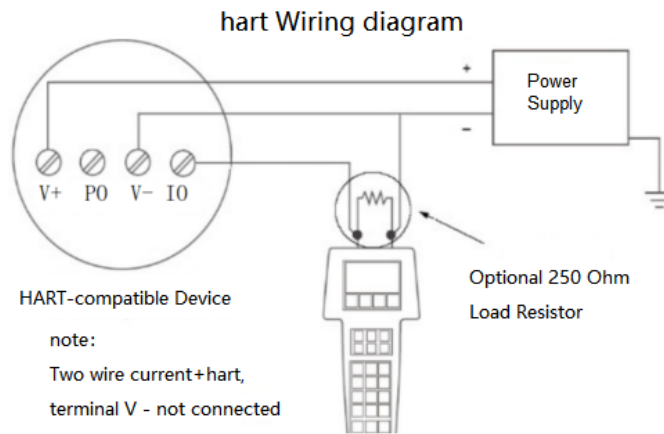 hart Wiring diagram
+
Power
Supply
−
V+ PO V- IO
HART-compatible Device
Optional 250 Ohm
Load Resistor
note:
Two wire current+hart,
terminal V - not connected